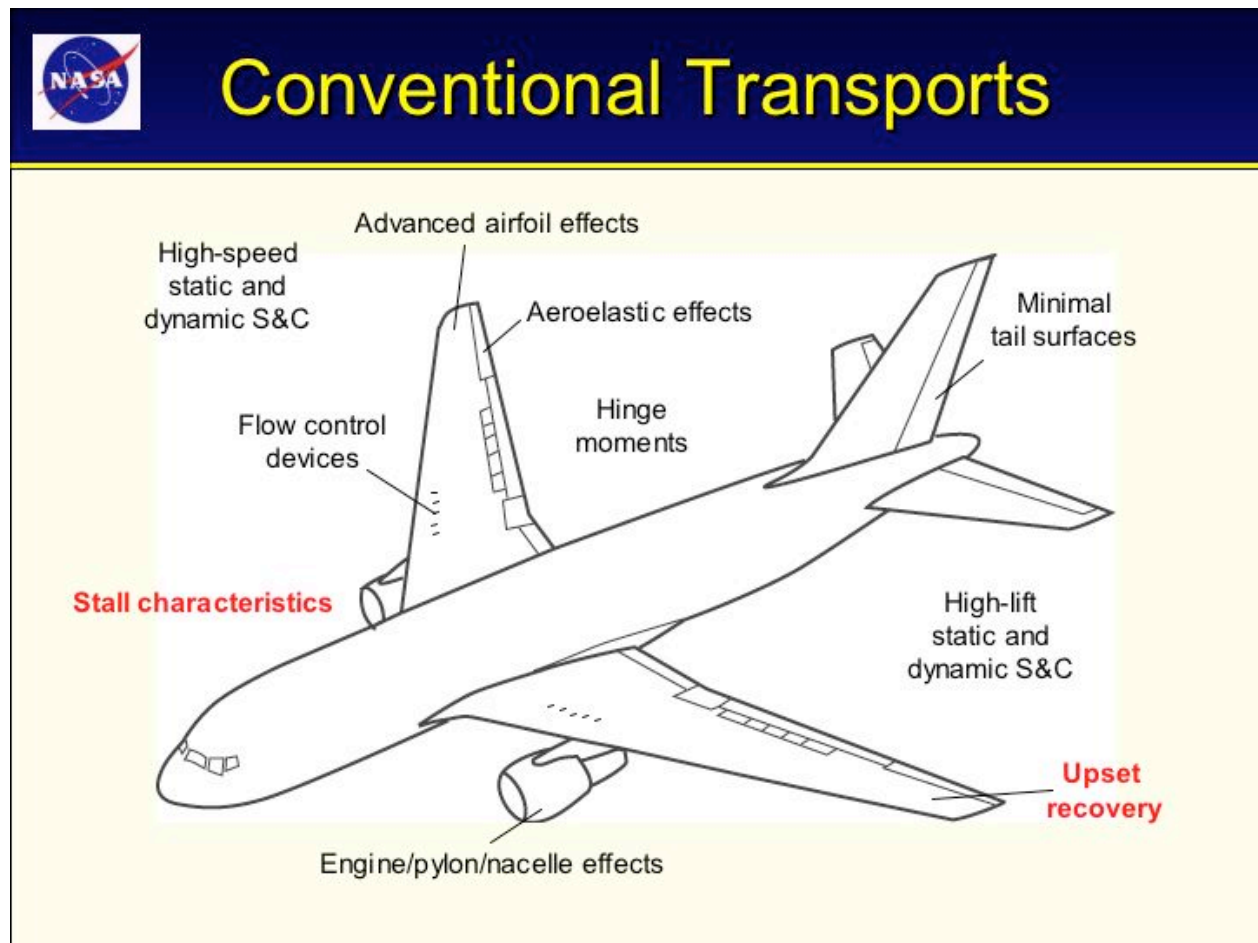 NASA
Conventional Transports
Advanced airfoil effects
High-speed
static and
dynamic S&C
Aeroelastic effects
Minimal
tail surfaces
Flow control
devices
Hinge
moments
Stall characteristics
High-lift
static and
dynamic S&C
Upset
recovery
Engine/pylon/nacelle effects